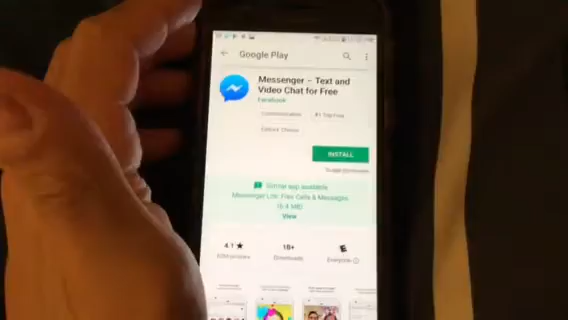 Google Play
Messenger – Text and
Video Chat for Free
Facebook
Communication
#1 Top Free
Editors' Choice
INSTALL
Similar app available
Messenger Lite: Free Calls & Messages
View
4.1 ★
1B+
E
Downloads
Everyone